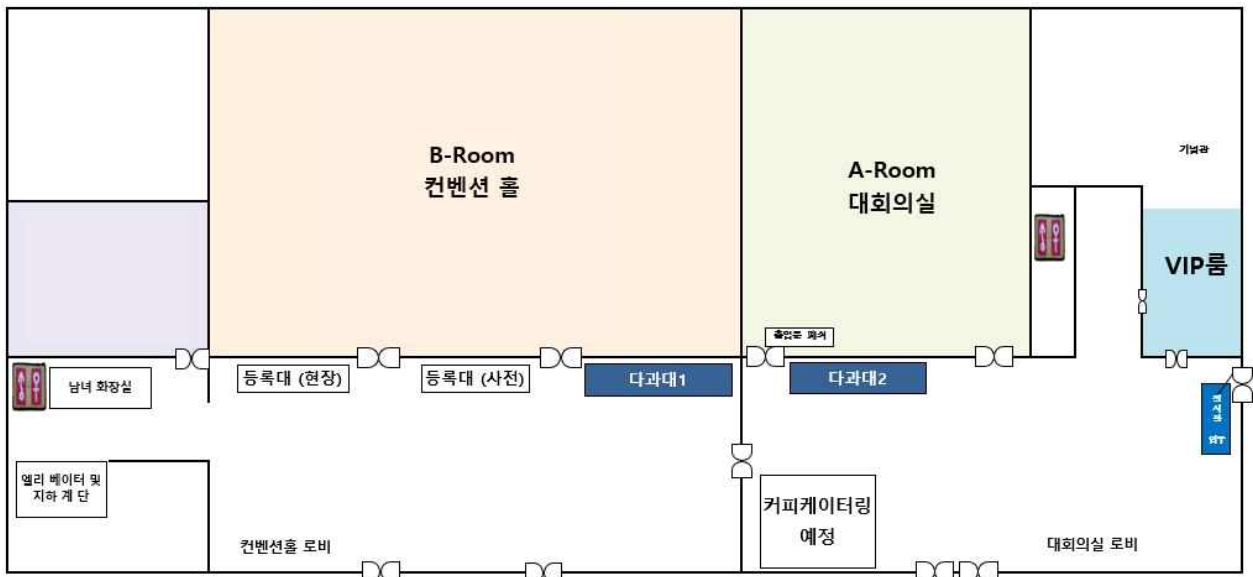 B-Room
컨벤션 홀
A-Room
대회의실
기념관
VIP룸
출입문 폐쇄
등록대 (현장)
등록대 (사전)
다과대1
다과대2
남녀 화장실
엘리 베이터 및
지하 계 단
커피케이터링
예정
컨벤션홀 로비
대회의실 로비